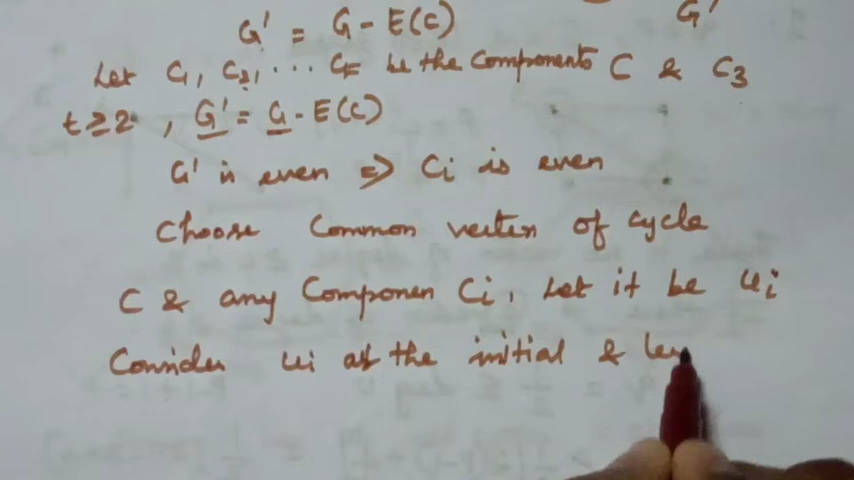 G' = G - E(C)
G'
Let C1, C2, ... Ct be the Components C & C3
t ≥ 2 , G' = G - E(C)
G' is even => Ci is even
Choose Common vertex of cycle
C & any Componen Ci, Let it be ui
Consider ui as the initial &